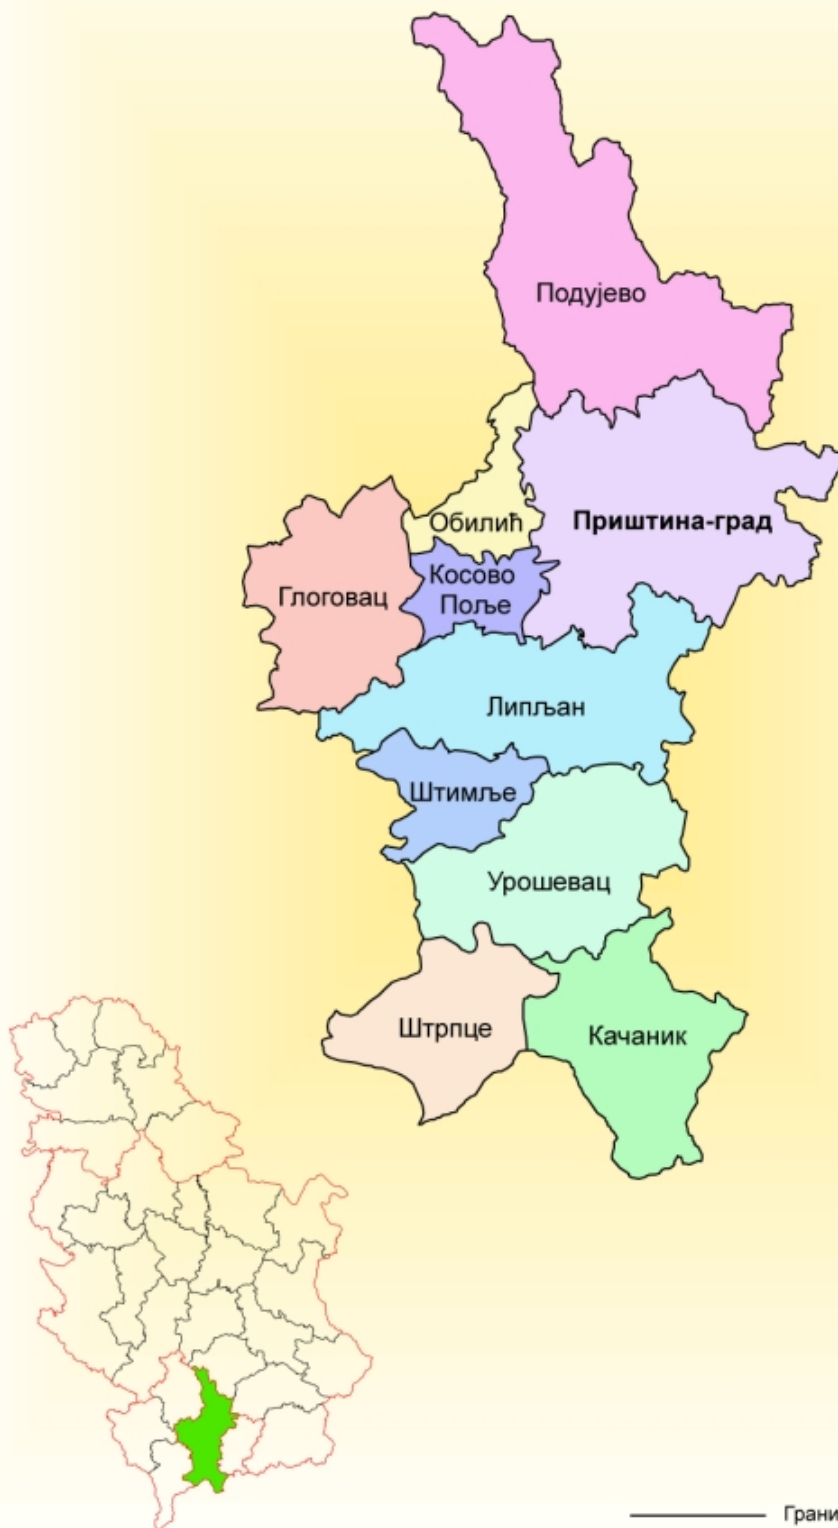 Подујево
Обилић
Приштина-град
Косово
Поље
Глоговац
Липљан
Штимље
Урошевац
Штрпце
Качаник
Грани